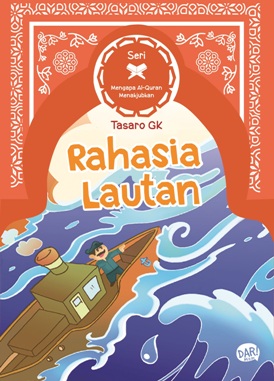 Seri
Mengapa Al-Quran
Menakjubkan
Tasaro GK
Rahasia
Lautan
DAR!